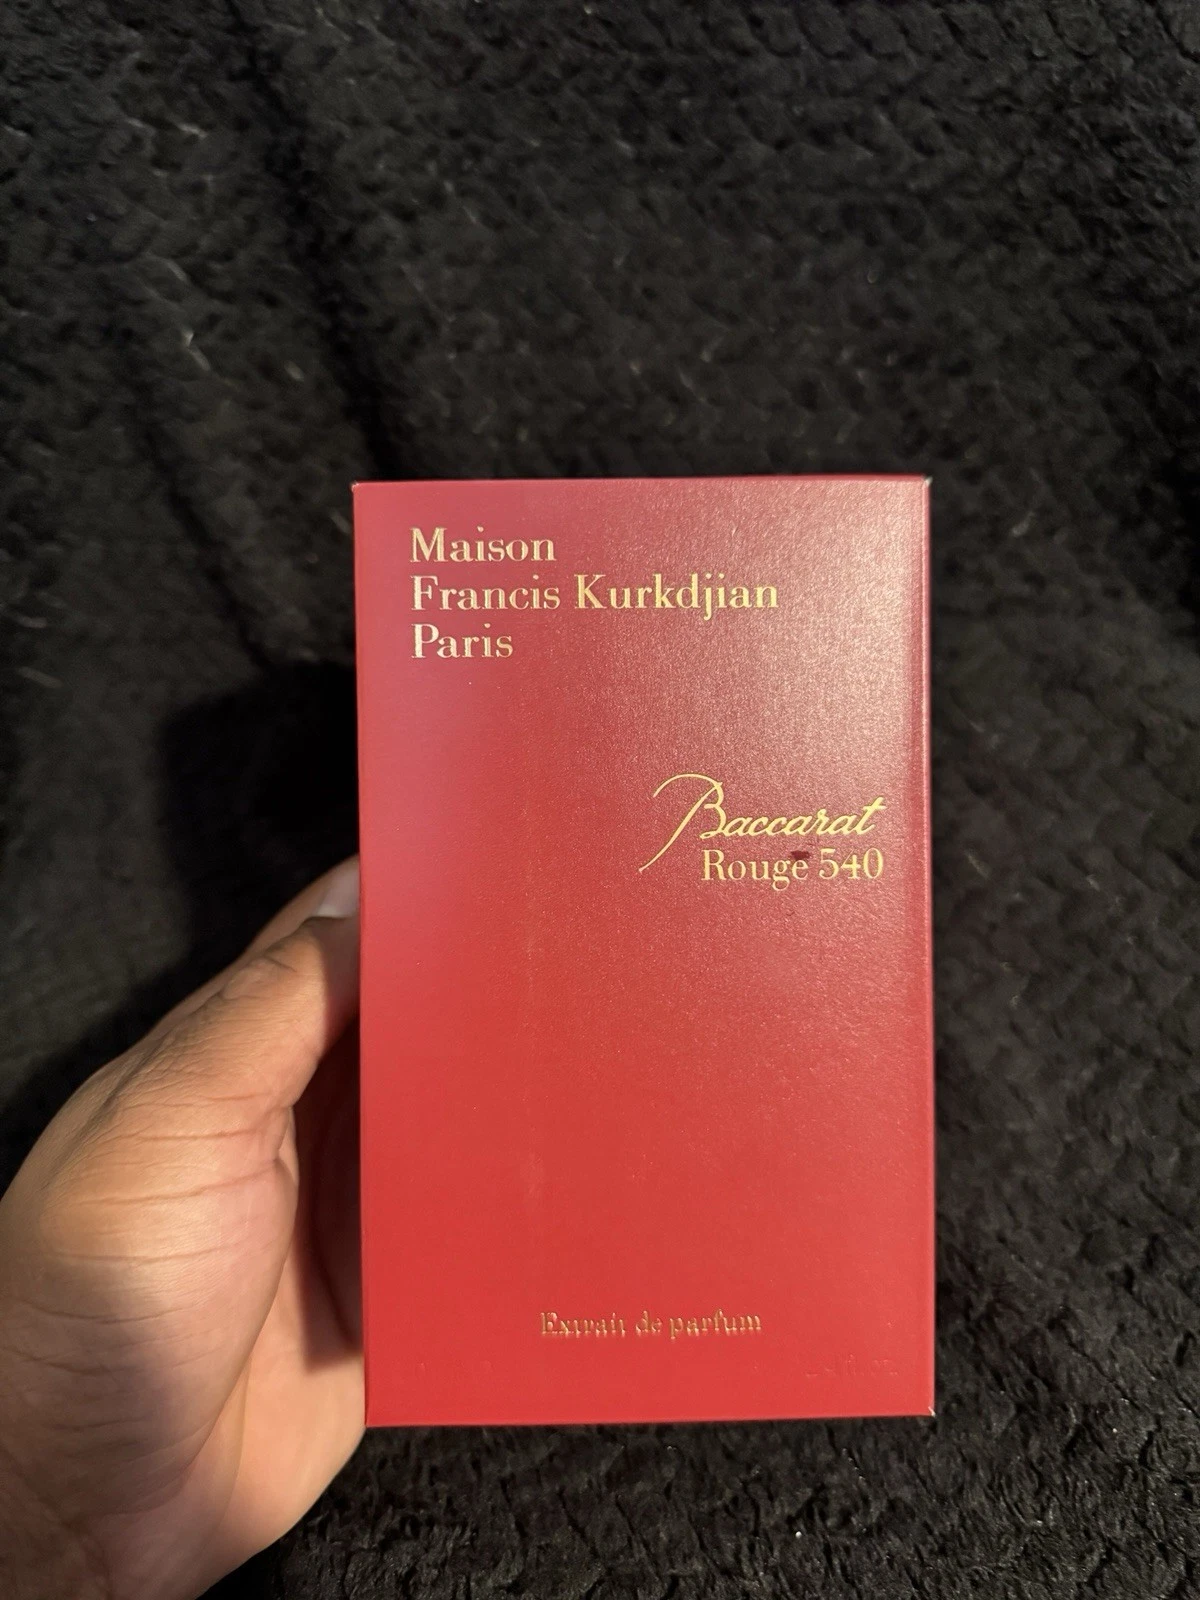 Maison
Francis Kurkdjian
Paris
Baccarat
Rouge 540
Extrait de parfum